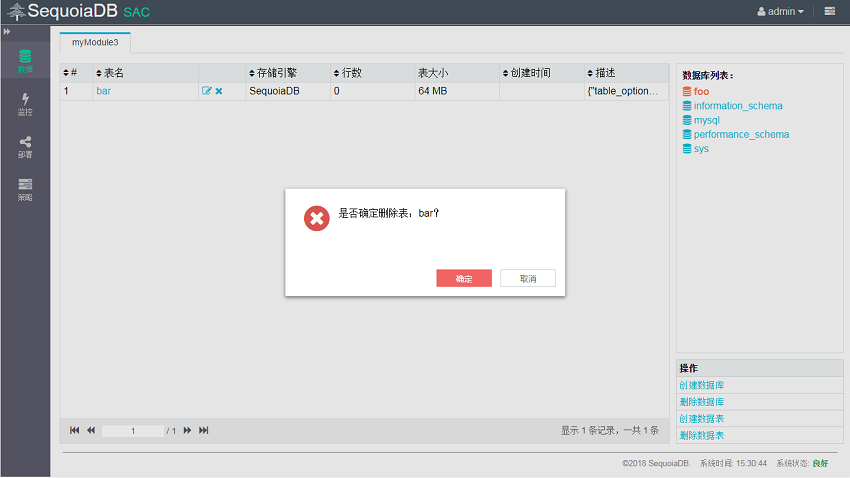 SequoiaDB SAC
admin
myModule3
# 表名 存储引擎 行数 表大小 创建时间 描述
1 bar SequoiaDB 0 64 MB {"table_option...
数据
监控
部署
策略
数据库列表：
foo
information_schema
mysql
performance_schema
sys
是否确定删除表：bar？
确定 取消
操作
创建数据库
删除数据库
创建数据表
删除数据表
1 / 1 显示 1 条记录，一共 1 条
©2018 SequoiaDB. 系统时间: 15:30:44 系统状态: 良好